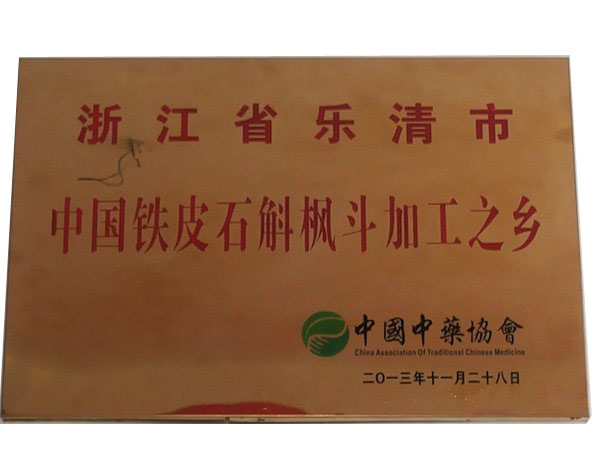 浙江省乐清市
中国铁皮石斛枫斗加工之乡
中國中藥協會
China Association Of Traditional Chinese Medicine
二〇一三年十一月二十八日